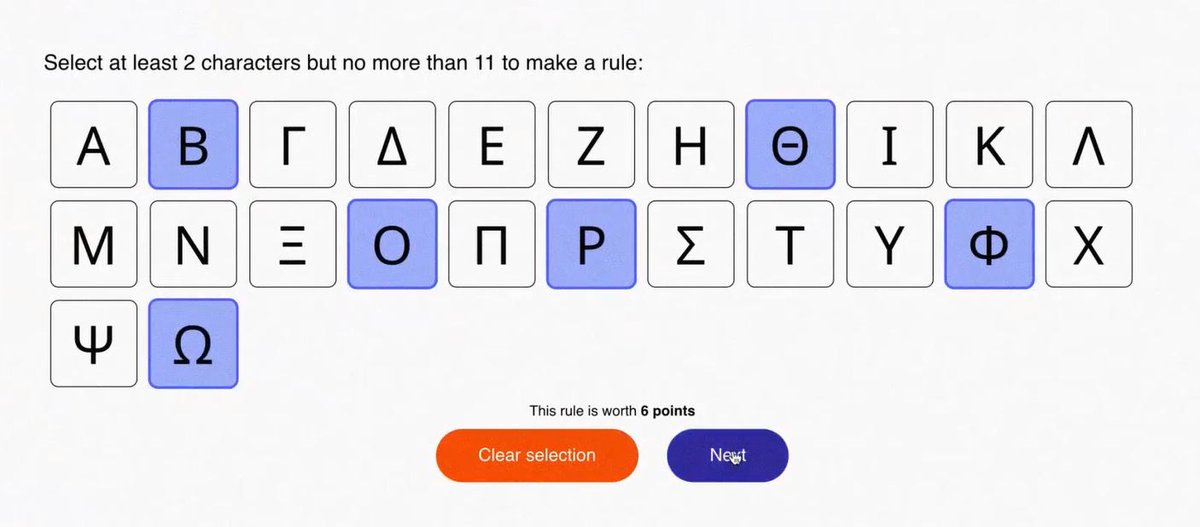 Select at least 2 characters but no more than 11 to make a rule:
Α Β Γ Δ Ε Ζ Η Θ Ι Κ Λ
Μ Ν Ξ Ο Π Ρ Σ Τ Υ Φ Χ
Ψ Ω
This rule is worth 6 points
Clear selection Next